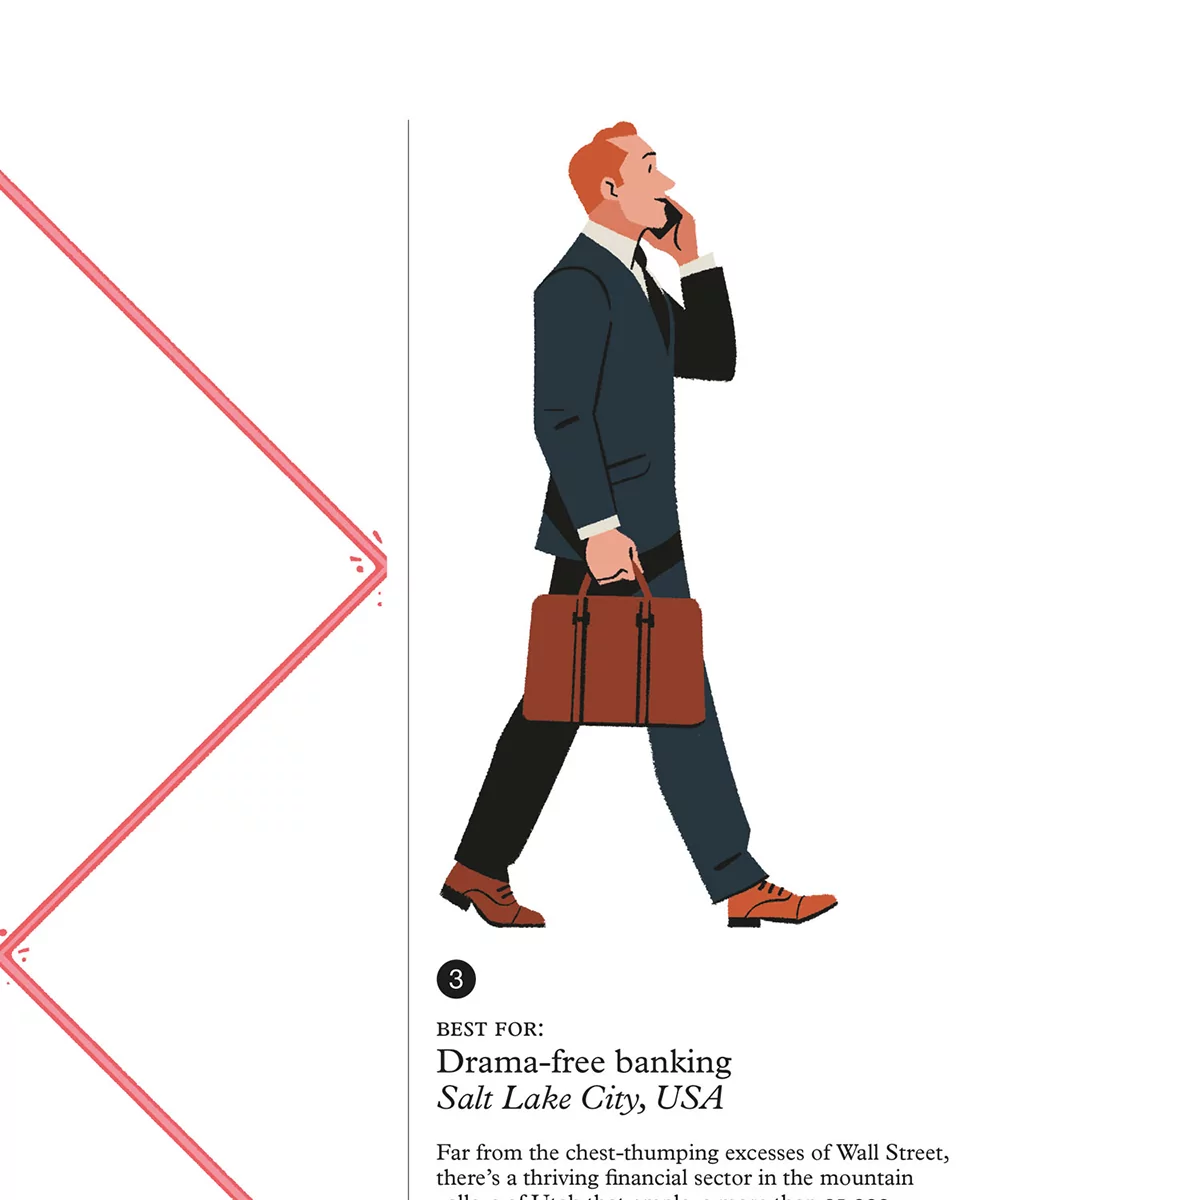 3
BEST FOR:
Drama-free banking
Salt Lake City, USA
Far from the chest-thumping excesses of Wall Street,
there's a thriving financial sector in the mountain